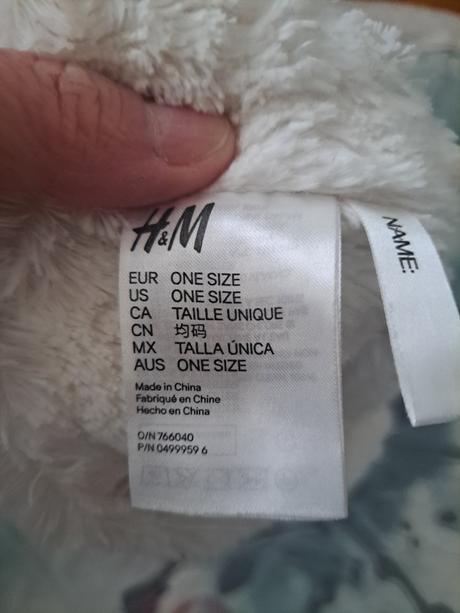 H&M
EUR ONE SIZE
US ONE SIZE
CA TAILLE UNIQUE
CN 均码
MX TALLA ÚNICA
AUS ONE SIZE
Made in China
Fabriqué en Chine
Hecho en China
O/N 766040
P/N 0499959 6
NAME: